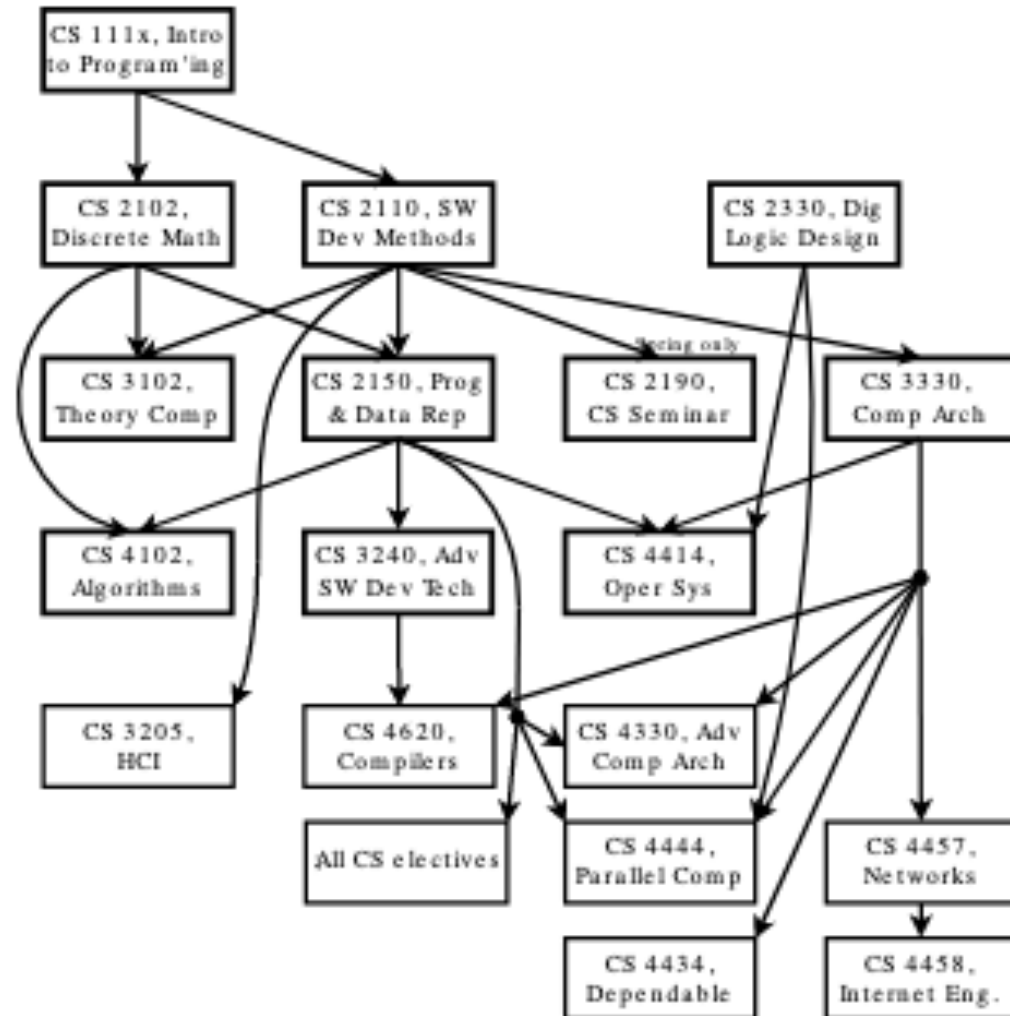 CS 111x, Intro
to Program'ing
CS 2102,
Discrete Math
CS 2110, SW
Dev Methods
CS 2330, Dig
Logic Design
Spring only
CS 3102,
Theory Comp
CS 2150, Prog
& Data Rep
CS 2190,
CS Seminar
CS 3330,
Comp Arch
CS 4102,
Algorithms
CS 3240, Adv
SW Dev Tech
CS 4414,
Oper Sys
CS 3205,
HCI
CS 4620,
Compilers
CS 4330, Adv
Comp Arch
All CS electives
CS 4444,
Parallel Comp
CS 4457,
Networks
CS 4434,
Dependable
CS 4458,
Internet Eng.